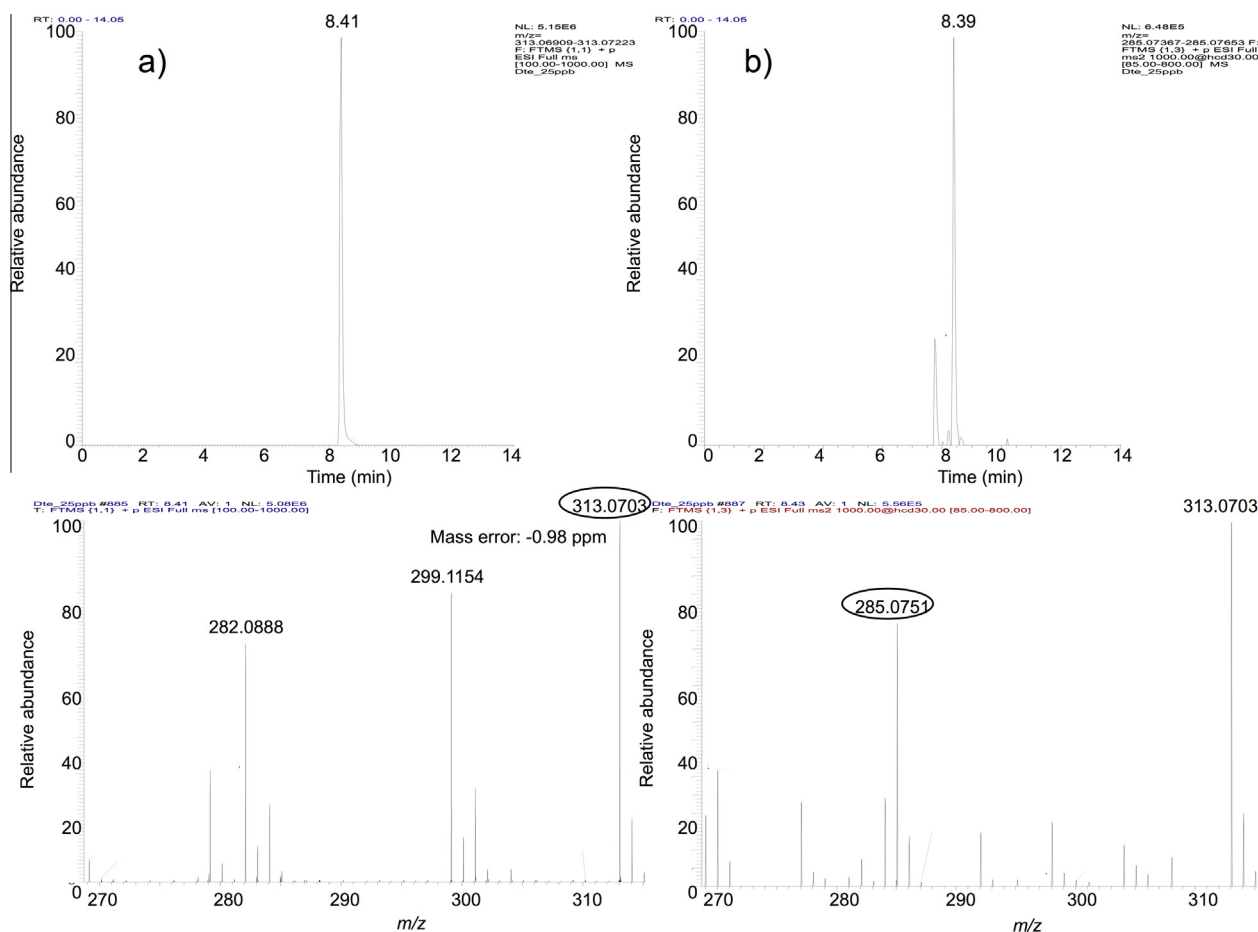 RT: 0.00 - 14.05
8.41
NL: 5.15E6
m/z=
313.06909-313.07223
F: FTMS {1,1} + p
ESI Full ms
[100.00-1000.00] MS
Dte_25ppb
a)
100
80
60
40
20
0
Relative abundance
0 2 4 6 8 10 12 14
Time (min)
RT: 0.00 - 14.05
8.39
NL: 6.48E5
m/z=
285.07367-285.07653 F:
FTMS {1,3} + p ESI Full
ms2 1000.00@hcd30.00
[85.00-800.00] MS
Dte_25ppb
b)
100
80
60
40
20
0
Relative abundance
0 2 4 6 8 10 12 14
Time (min)
Dte_25ppb #885 RT: 8.41 AV: 1 NL: 5.08E6
T: FTMS {1,1} + p ESI Full ms [100.00-1000.00]
313.0703
Mass error: -0.98 ppm
299.1154
282.0888
100
80
60
40
20
0
Relative abundance
270 280 290 300 310
m/z
Dte_25ppb #887 RT: 8.43 AV: 1 NL: 5.56E5
F: FTMS {1,3} + p ESI Full ms2 1000.00@hcd30.00 [85.00-800.00]
313.0703
285.0751
100
80
60
40
20
0
Relative abundance
270 280 290 300 310
m/z